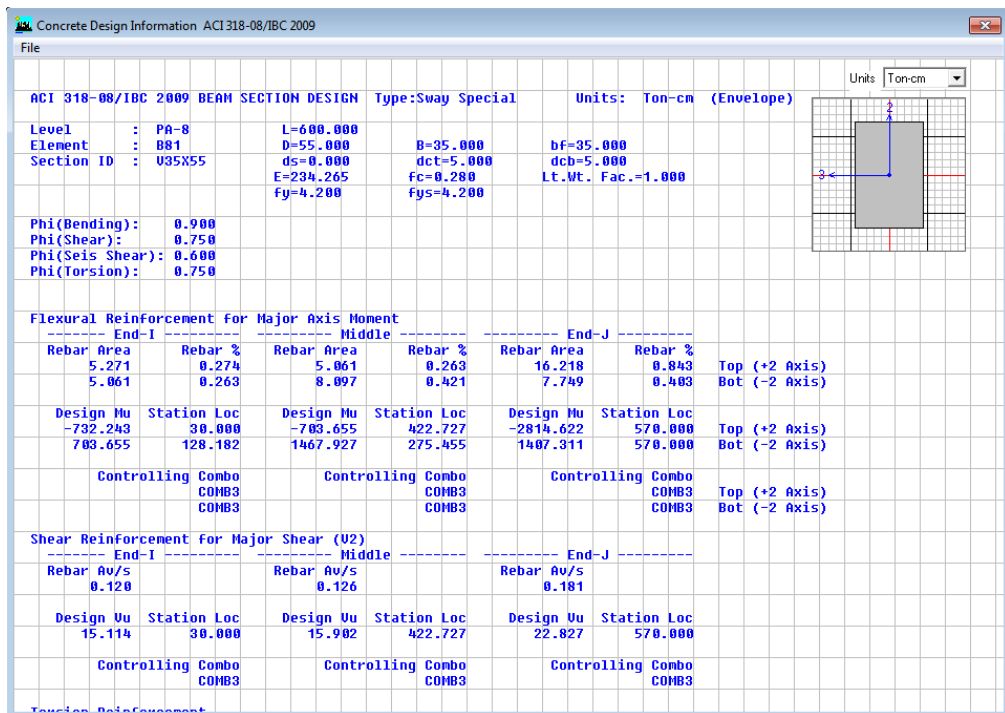 Concrete Design Information ACI 318-08/IBC 2009
File
Units Ton-cm
ACI 318-08/IBC 2009 BEAM SECTION DESIGN Type:Sway Special Units: Ton-cm (Envelope)
Level : PA-8 L=600.000
Element : B81 D=55.000 B=35.000 bf=35.000
Section ID : V35X55 ds=0.000 dct=5.000 dcb=5.000
E=234.265 fc=0.280 Lt.Wt. Fac.=1.000
fy=4.200 fys=4.200
2
3
Phi(Bending): 0.900
Phi(Shear): 0.750
Phi(Seis Shear): 0.600
Phi(Torsion): 0.750
Flexural Reinforcement for Major Axis Moment
------- End-I --------- --------- Middle -------- --------- End-J ---------
Rebar Area Rebar % Rebar Area Rebar % Rebar Area Rebar %
5.271 0.274 5.061 0.263 16.218 0.843 Top (+2 Axis)
5.061 0.263 8.097 0.421 7.749 0.403 Bot (-2 Axis)
Design Mu Station Loc Design Mu Station Loc Design Mu Station Loc
-732.243 30.000 -703.655 422.727 -2814.622 570.000 Top (+2 Axis)
703.655 128.182 1467.927 275.455 1407.311 570.000 Bot (-2 Axis)
Controlling Combo Controlling Combo Controlling Combo
COMB3 COMB3 COMB3 Top (+2 Axis)
COMB3 COMB3 COMB3 Bot (-2 Axis)
Shear Reinforcement for Major Shear (V2)
------- End-I --------- --------- Middle -------- --------- End-J ---------
Rebar Av/s Rebar Av/s Rebar Av/s
0.120 0.126 0.181
Design Vu Station Loc Design Vu Station Loc Design Vu Station Loc
15.114 30.000 15.902 422.727 22.827 570.000
Controlling Combo Controlling Combo Controlling Combo
COMB3 COMB3 COMB3
Torsion Reinforcement